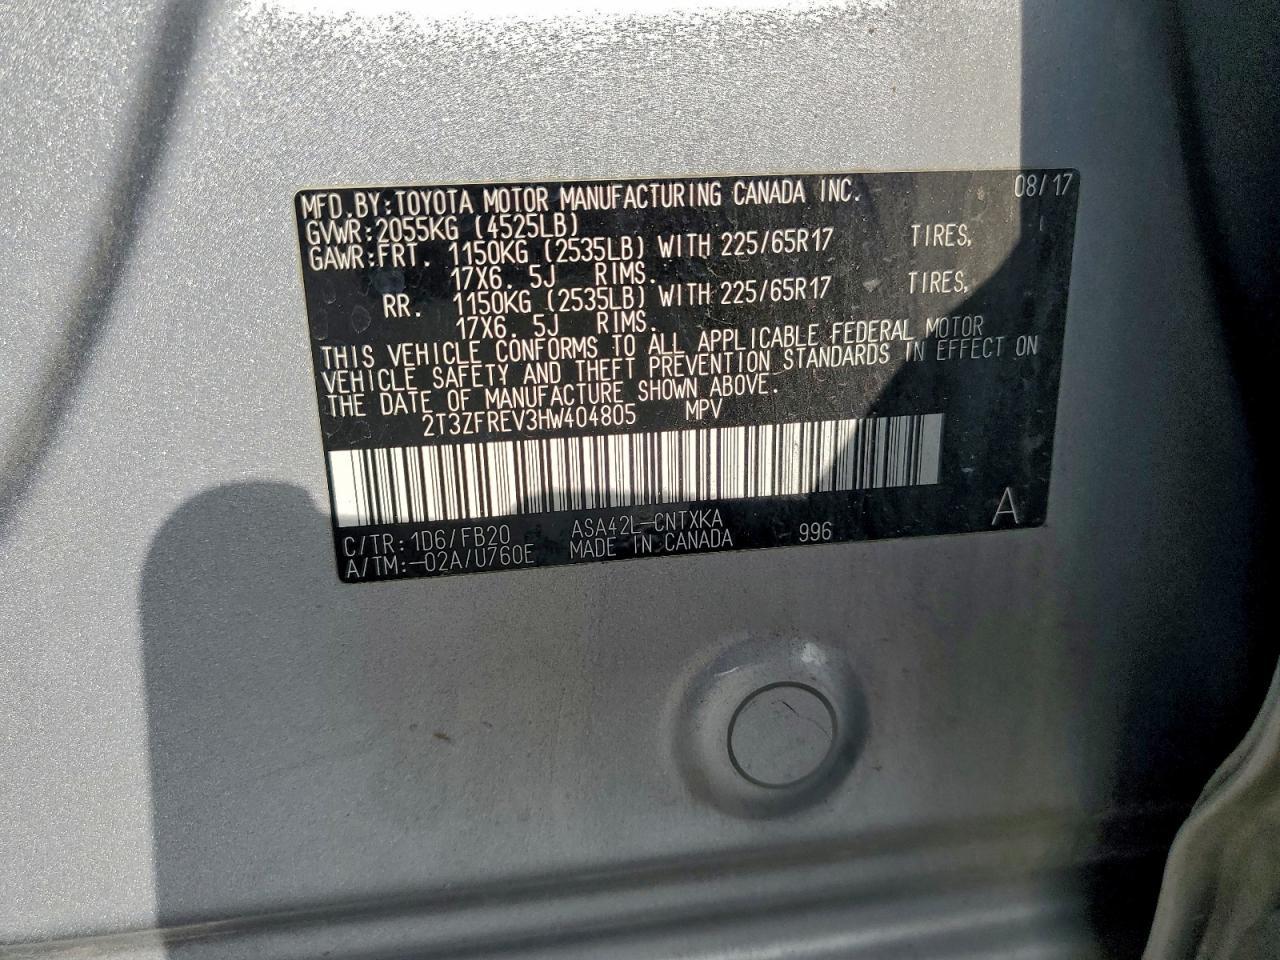 MFD.BY:TOYOTA MOTOR MANUFACTURING CANADA INC. 08/17
GVWR:2055KG (4525LB)
GAWR:FRT. 1150KG (2535LB) WITH 225/65R17 TIRES,
17X6.5J RIMS.
RR. 1150KG (2535LB) WITH 225/65R17 TIRES,
17X6.5J RIMS.
THIS VEHICLE CONFORMS TO ALL APPLICABLE FEDERAL MOTOR
VEHICLE SAFETY AND THEFT PREVENTION STANDARDS IN EFFECT ON
THE DATE OF MANUFACTURE SHOWN ABOVE.
2T3ZFREV3HW404805 MPV
C/TR:1D6/FB20 ASA42L-CNTXKA 996 A
A/TM:-02A/U760E MADE IN CANADA